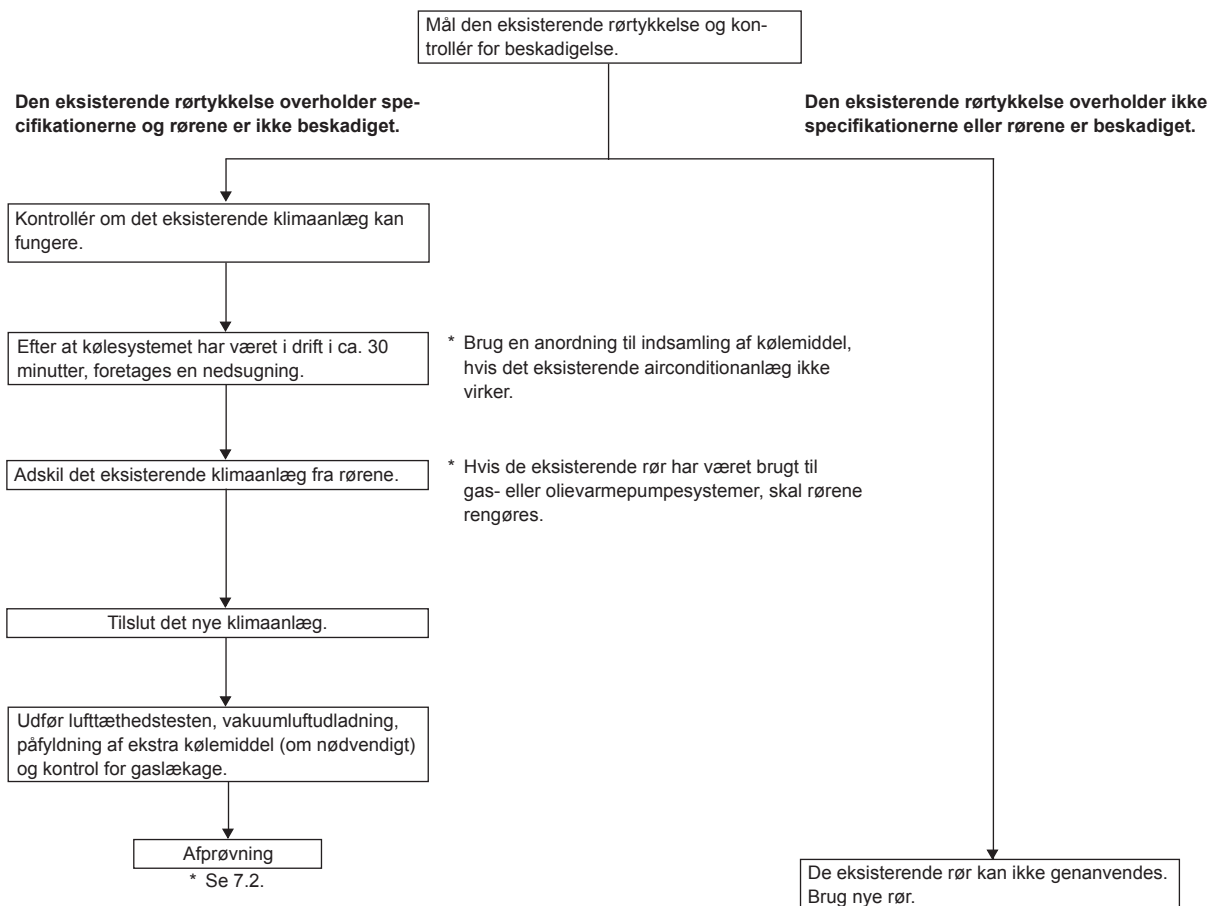 Mål den eksisterende rørtykkelse og kon-
trollér for beskadigelse.
Den eksisterende rørtykkelse overholder spe-
cifikationerne og rørene er ikke beskadiget.
Den eksisterende rørtykkelse overholder ikke
specifikationerne eller rørene er beskadiget.
Kontrollér om det eksisterende klimaanlæg kan
fungere.
Efter at kølesystemet har været i drift i ca. 30
minutter, foretages en nedsugning.
* Brug en anordning til indsamling af kølemiddel,
hvis det eksisterende airconditionanlæg ikke
virker.
Adskil det eksisterende klimaanlæg fra rørene.
* Hvis de eksisterende rør har været brugt til
gas- eller olievarmepumpesystemer, skal rørene
rengøres.
Tilslut det nye klimaanlæg.
Udfør lufttæthedstesten, vakuumluftudladning,
påfyldning af ekstra kølemiddel (om nødvendigt)
og kontrol for gaslækage.
Afprøvning
* Se 7.2.
De eksisterende rør kan ikke genanvendes.
Brug nye rør.